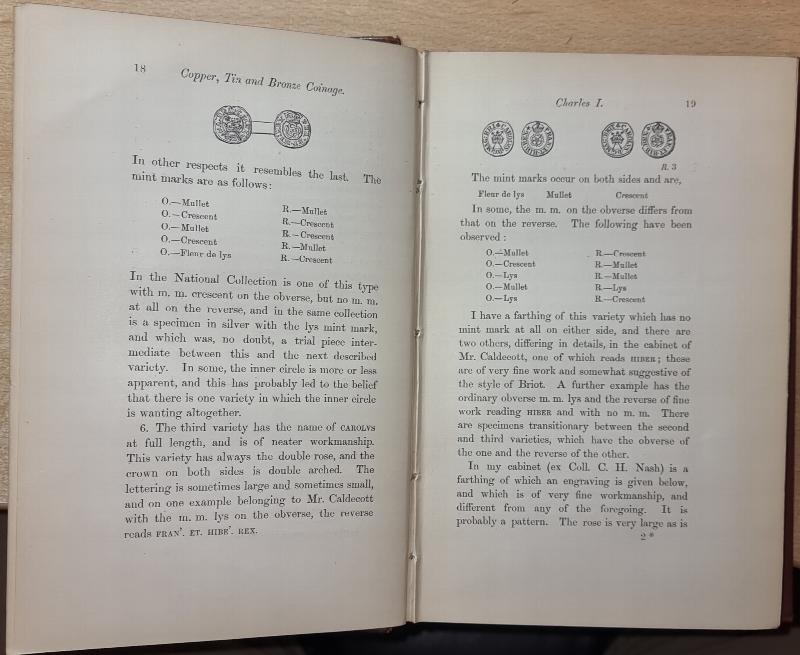 18
Copper, Tin and Bronze Coinage.
In other respects it resembles the last. The
mint marks are as follows:
O.—Mullet R.—Mullet
O.—Crescent R.—Crescent
O.—Mullet R.—Crescent
O.—Crescent R.—Mullet
O.—Fleur de lys R.—Crescent
In the National Collection is one of this type
with m. m. crescent on the obverse, but no m. m.
at all on the reverse, and in the same collection
is a specimen in silver with the lys mint mark,
and which was, no doubt, a trial piece inter-
mediate between this and the next described
variety. In some, the inner circle is more or less
apparent, and this has probably led to the belief
that there is one variety in which the inner circle
is wanting altogether.
6. The third variety has the name of CAROLVS
at full length, and is of neater workmanship.
This variety has always the double rose, and the
crown on both sides is double arched. The
lettering is sometimes large and sometimes small,
and on one example belonging to Mr. Caldecott
with the m. m. lys on the obverse, the reverse
reads FRAN'. ET. HIBE'. REX.
Charles I.
19
R. 3
The mint marks occur on both sides and are,
Fleur de lys Mullet Crescent
In some, the m. m. on the obverse differs from
that on the reverse. The following have been
observed :
O.—Mullet R.—Crescent
O.—Crescent R.—Mullet
O.—Lys R.—Mullet
O.—Mullet R.—Lys
O.—Lys R.—Crescent
I have a farthing of this variety which has no
mint mark at all on either side, and there are
two others, differing in details, in the cabinet of
Mr. Caldecott, one of which reads HIBER; these
are of very fine work and somewhat suggestive of
the style of Briot. A further example has the
ordinary obverse m. m. lys and the reverse of fine
work reading HIBER and with no m. m. There
are specimens transitionary between the second
and third varieties, which have the obverse of
the one and the reverse of the other.
In my cabinet (ex Coll. C. H. Nash) is a
farthing of which an engraving is given below,
and which is of very fine workmanship, and
different from any of the foregoing. It is
probably a pattern. The rose is very large as is
2 *